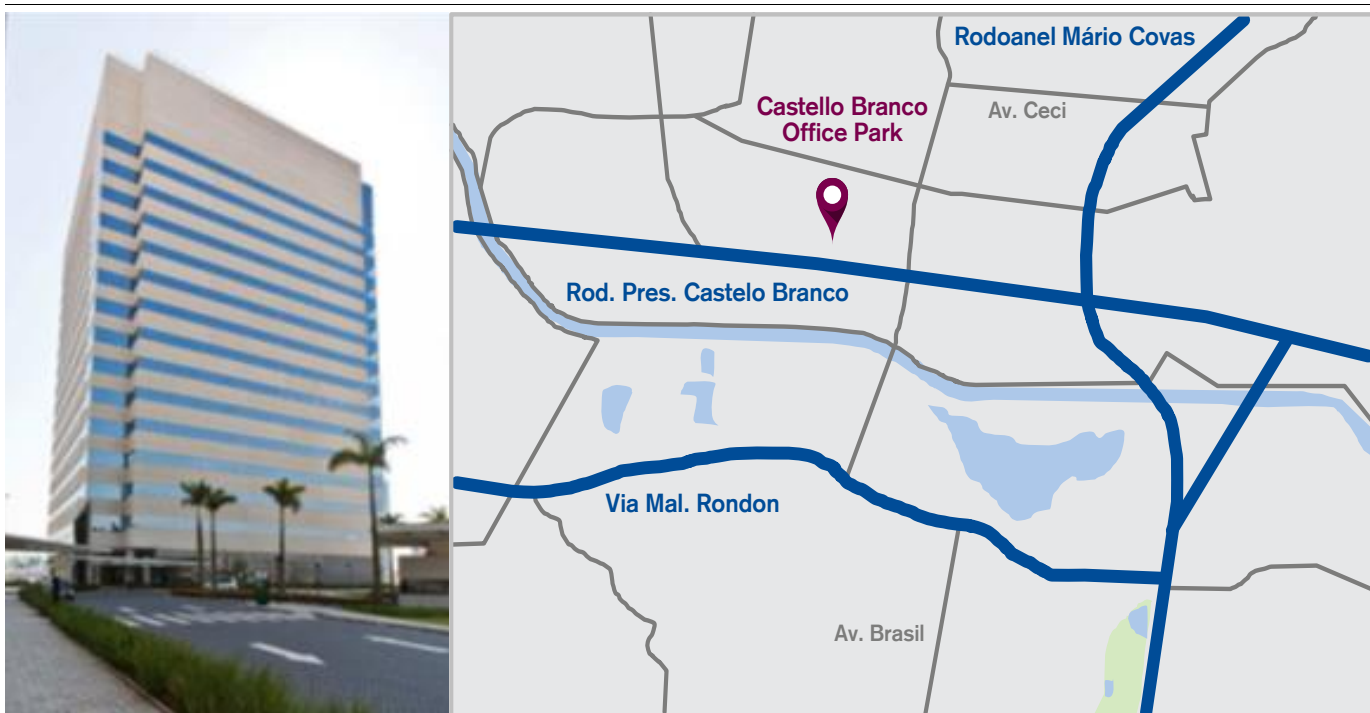 Rodoanel Mário Covas
Castello Branco
Office Park
Av. Ceci
Rod. Pres. Castelo Branco
Via Mal. Rondon
Av. Brasil